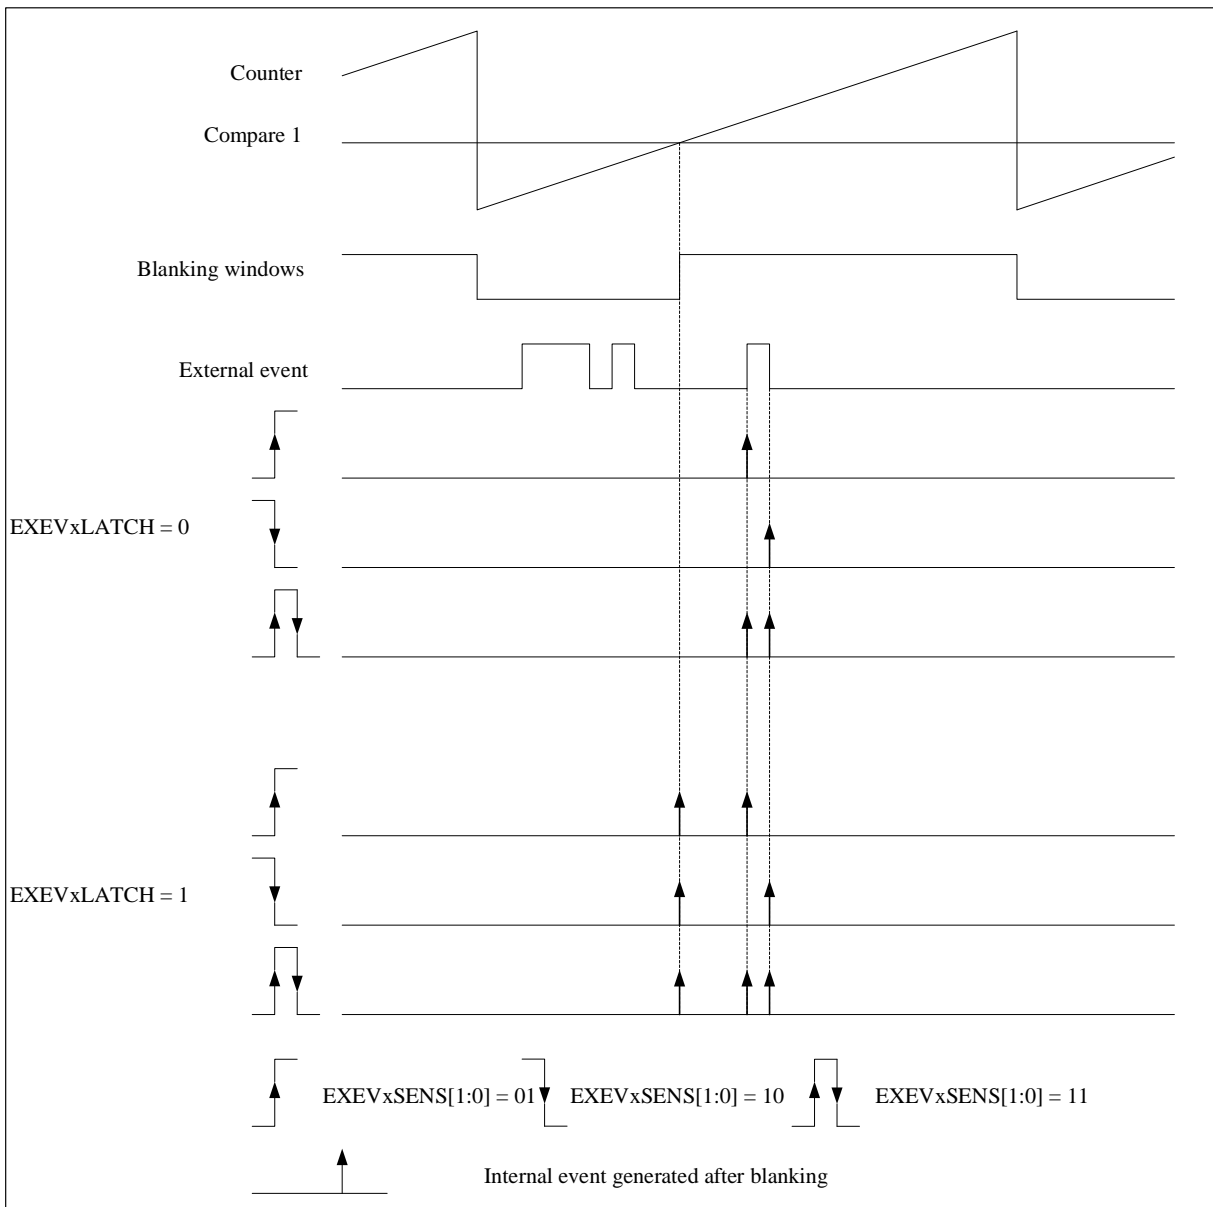 Counter
Compare 1
Blanking windows
External event
EXEVxLATCH = 0
EXEVxLATCH = 1
EXEVxSENS[1:0] = 01
EXEVxSENS[1:0] = 10
EXEVxSENS[1:0] = 11
Internal event generated after blanking